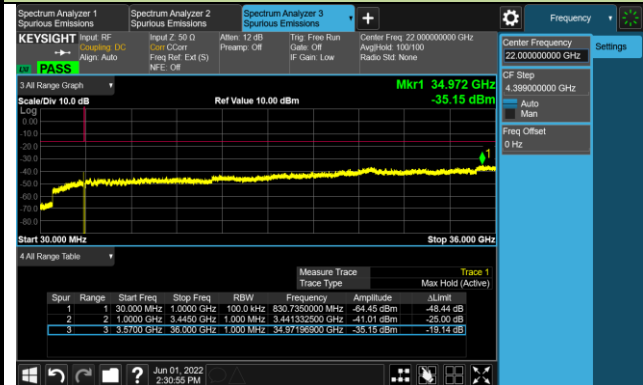 Spectrum Analyzer 1
Spurious Emissions
Spectrum Analyzer 2
Spurious Emissions
Spectrum Analyzer 3
Spurious Emissions
Frequency
KEYSIGHT
Input: RF
Coupling: DC
Align: Auto
Input Z: 50 Ω
Corr CCorr
Freq Ref: Ext (S)
NFE: Off
Atten: 12 dB
Preamp: Off
Trig: Free Run
Gate: Off
IF Gain: Low
Center Freq: 22.000000000 GHz
Avg|Hold: 100/100
Radio Std: None
PASS
3 All Range Graph
Mkr1 34.972 GHz
Scale/Div 10.0 dB
Ref Value 10.00 dBm
-35.15 dBm
Log
0.00
-10.0
-20.0
-30.0
-40.0
-50.0
-60.0
-70.0
-80.0
1
Start 30.000 MHz
Stop 36.000 GHz
4 All Range Table
Measure Trace Trace 1
Trace Type Max Hold (Active)
Spur Range Start Freq Stop Freq RBW Frequency Amplitude ΔLimit
1 1 30.000 MHz 1.0000 GHz 100.0 kHz 830.7350000 MHz -64.45 dBm -48.44 dB
2 2 1.0000 GHz 3.4450 GHz 1.000 MHz 3.441332500 GHz -41.01 dBm -25.00 dB
3 3 3.5700 GHz 36.000 GHz 1.000 MHz 34.97196900 GHz -35.15 dBm -19.14 dB
Jun 01, 2022
2:30:55 PM
Center Frequency
22.000000000 GHz
Settings
CF Step
4.399000000 GHz
Auto
Man
Freq Offset
0 Hz